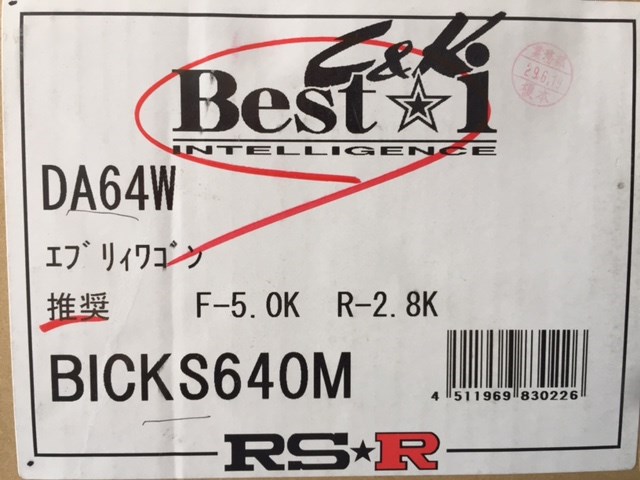 C&K
Best☆i
INTELLIGENCE
DA64W
ｴﾌﾞﾘｨﾜｺﾞﾝ
推奨 F-5.0K R-2.8K
BICKS640M
4 511969 830226
RS★R